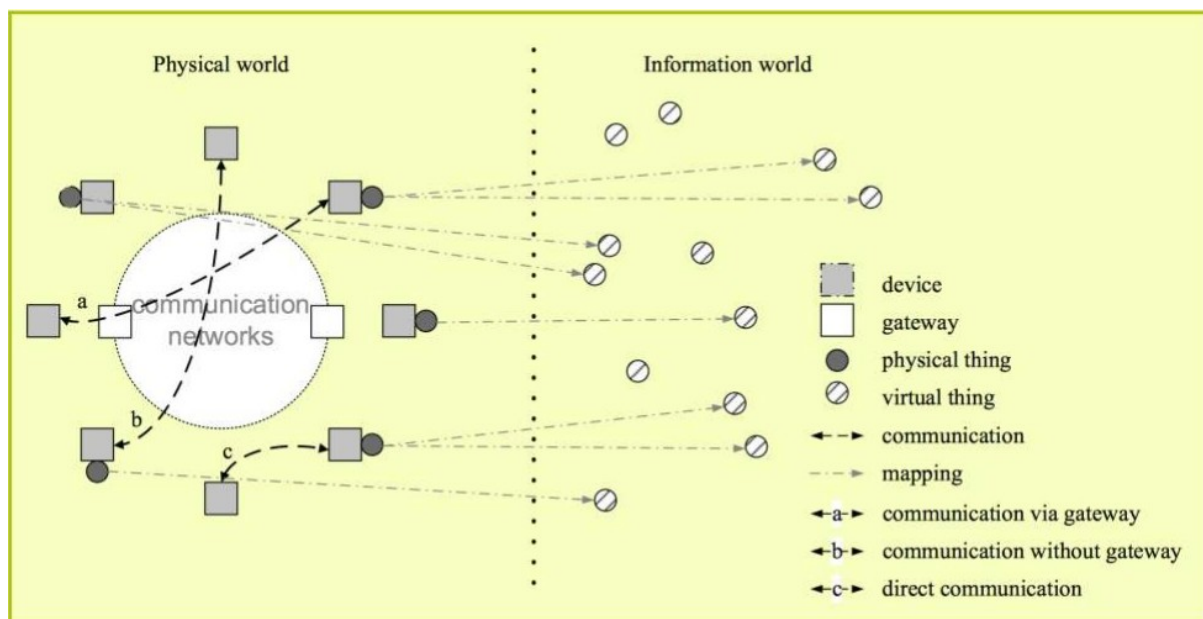 Physical world
Information world
a
communication
networks
b
c
device
gateway
physical thing
virtual thing
communication
mapping
a communication via gateway
b communication without gateway
c direct communication